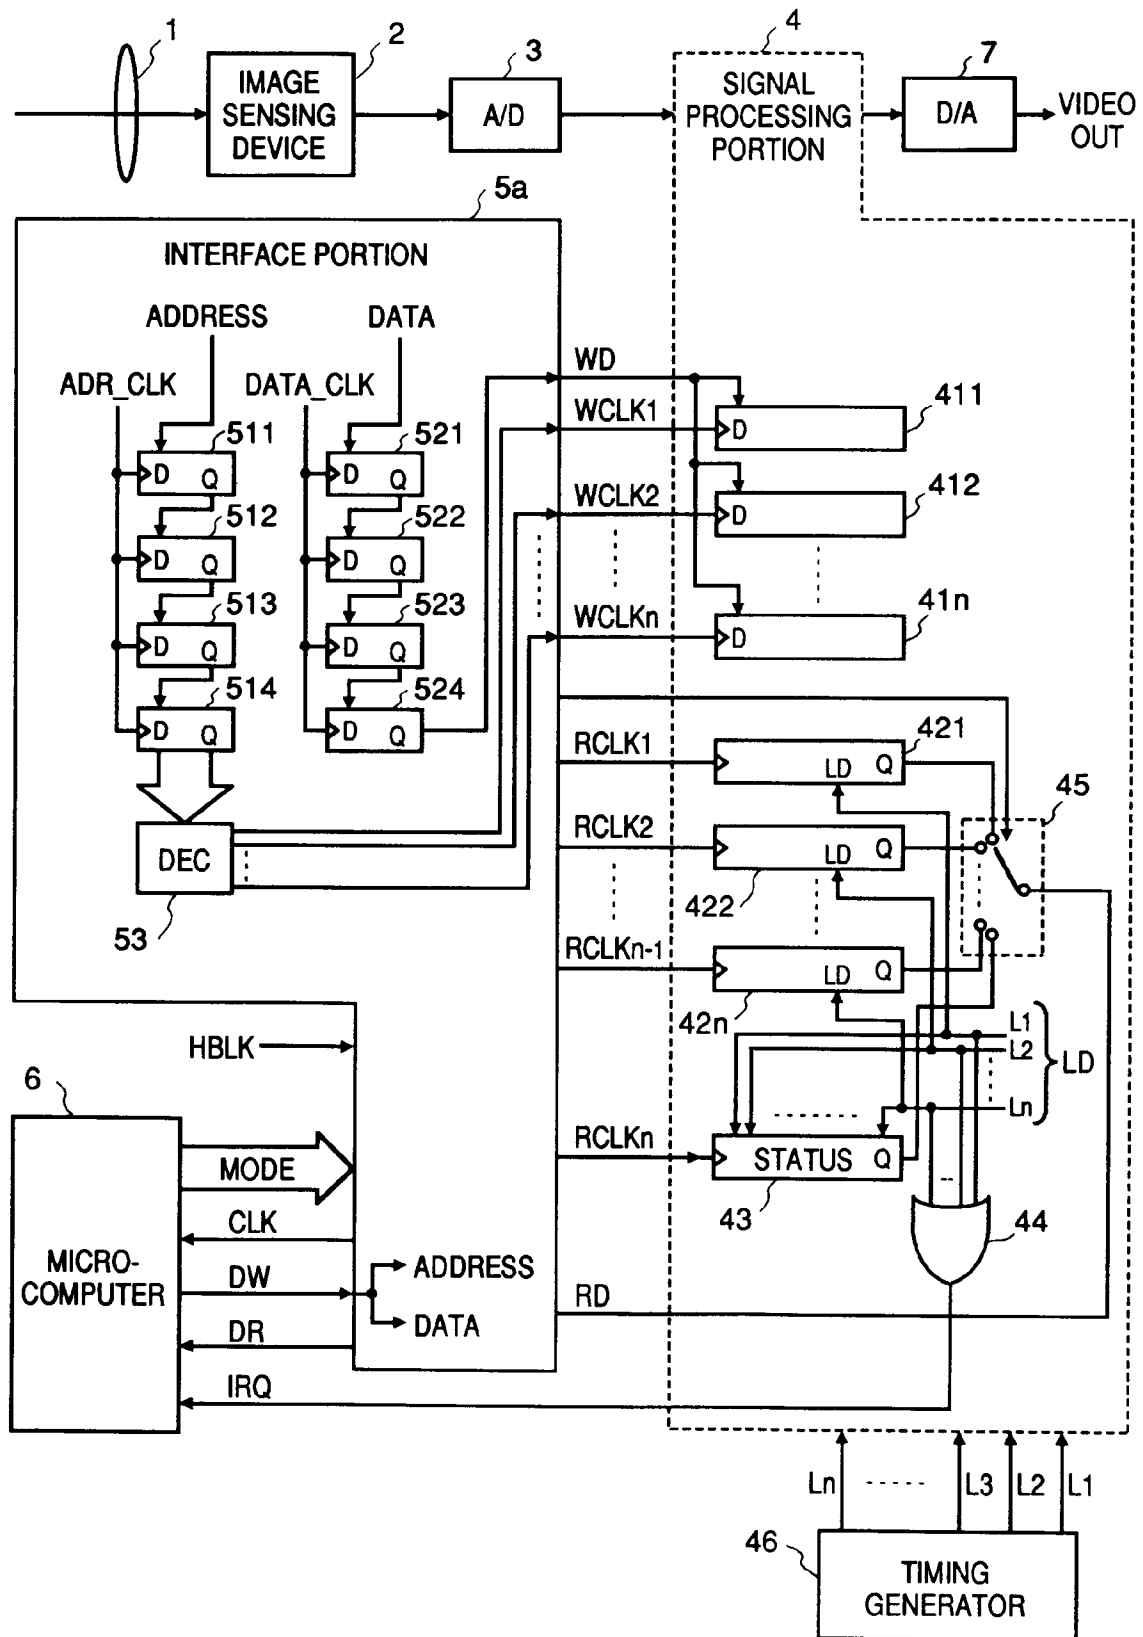 1
2
3
4
7
IMAGE
SENSING
DEVICE
A/D
SIGNAL
PROCESSING
PORTION
D/A
VIDEO
OUT
5a
INTERFACE PORTION
ADDRESS
DATA
ADR_CLK
DATA_CLK
511
D Q
512
D Q
513
D Q
514
D Q
521
D Q
522
D Q
523
D Q
524
D Q
DEC
53
WD
WCLK1
WCLK2
WCLKn
D
411
D
412
D
41n
RCLK1
LD Q
421
RCLK2
LD Q
422
RCLKn-1
LD Q
42n
45
L1
L2
Ln
LD
RCLKn
STATUS Q
43
44
HBLK
6
MICRO-
COMPUTER
MODE
CLK
DW
ADDRESS
DATA
DR
IRQ
RD
Ln
L3
L2
L1
46
TIMING
GENERATOR